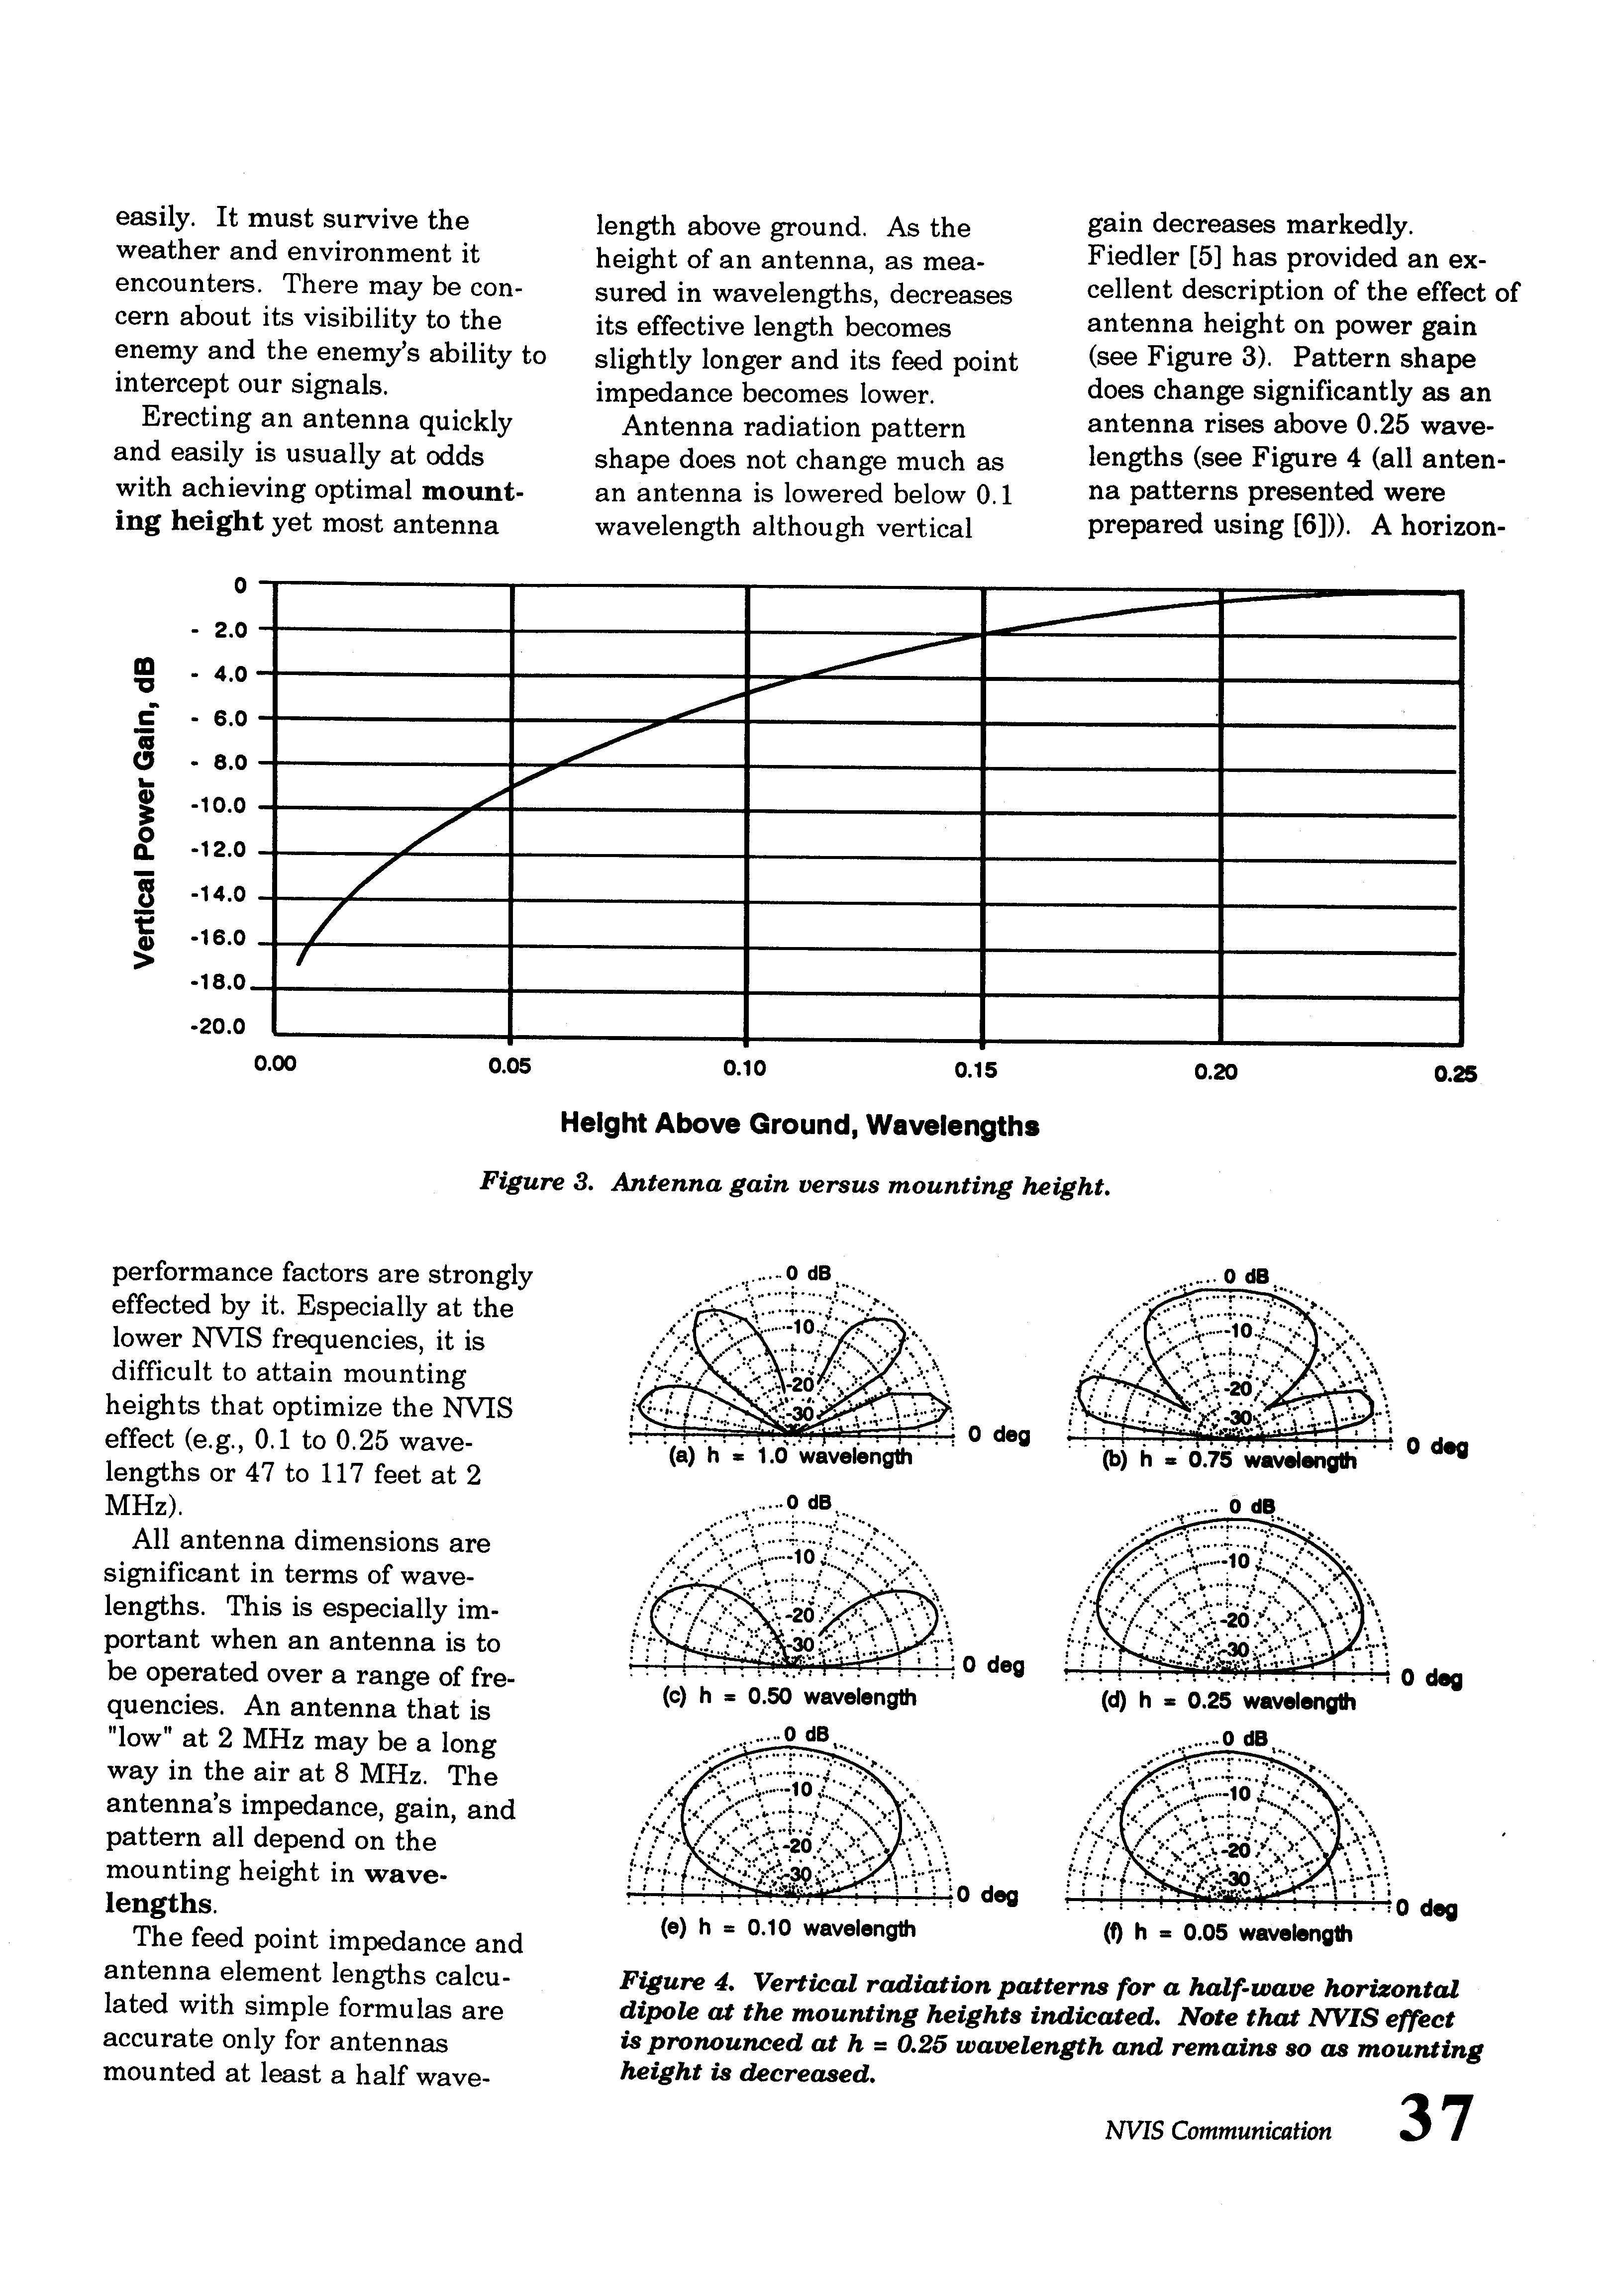 easily. It must survive the
weather and environment it
encounters. There may be con-
cern about its visibility to the
enemy and the enemy's ability to
intercept our signals.
Erecting an antenna quickly
and easily is usually at odds
with achieving optimal mount-
ing height yet most antenna
length above ground. As the
height of an antenna, as mea-
sured in wavelengths, decreases
its effective length becomes
slightly longer and its feed point
impedance becomes lower.
Antenna radiation pattern
shape does not change much as
an antenna is lowered below 0.1
wavelength although vertical
gain decreases markedly.
Fiedler [5] has provided an ex-
cellent description of the effect of
antenna height on power gain
(see Figure 3). Pattern shape
does change significantly as an
antenna rises above 0.25 wave-
lengths (see Figure 4 (all anten-
na patterns presented were
prepared using [6])). A horizon-
Vertical Power Gain, dB
0
- 2.0
- 4.0
- 6.0
- 8.0
-10.0
-12.0
-14.0
-16.0
-18.0
-20.0
0.00 0.05 0.10 0.15 0.20 0.25
Height Above Ground, Wavelengths
Figure 3. Antenna gain versus mounting height.
performance factors are strongly
effected by it. Especially at the
lower NVIS frequencies, it is
difficult to attain mounting
heights that optimize the NVIS
effect (e.g., 0.1 to 0.25 wave-
lengths or 47 to 117 feet at 2
MHz).
All antenna dimensions are
significant in terms of wave-
lengths. This is especially im-
portant when an antenna is to
be operated over a range of fre-
quencies. An antenna that is
"low" at 2 MHz may be a long
way in the air at 8 MHz. The
antenna's impedance, gain, and
pattern all depend on the
mounting height in wave-
lengths.
The feed point impedance and
antenna element lengths calcu-
lated with simple formulas are
accurate only for antennas
mounted at least a half wave-
0 dB
-10
-20
-30
0 deg
(a) h = 1.0 wavelength
0 dB
-10
-20
-30
0 deg
(b) h = 0.75 wavelength
0 dB
-10
-20
-30
0 deg
(c) h = 0.50 wavelength
0 dB
-10
-20
-30
0 deg
(d) h = 0.25 wavelength
0 dB
-10
-20
-30
0 deg
(e) h = 0.10 wavelength
0 dB
-10
-20
-30
0 deg
(f) h = 0.05 wavelength
Figure 4. Vertical radiation patterns for a half-wave horizontal
dipole at the mounting heights indicated. Note that NVIS effect
is pronounced at h = 0.25 wavelength and remains so as mounting
height is decreased.
NVIS Communication 37